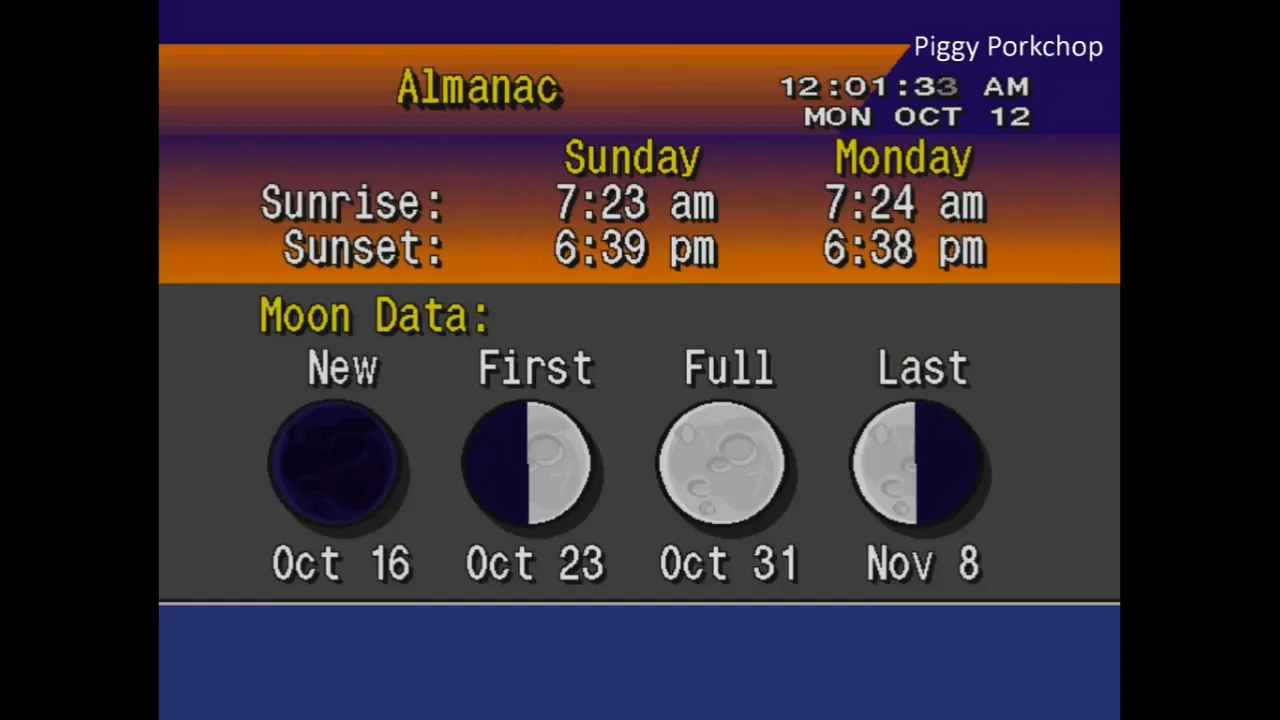 Piggy Porkchop
Almanac
12:01:33 AM
MON OCT 12
Sunday Monday
Sunrise: 7:23 am 7:24 am
Sunset: 6:39 pm 6:38 pm
Moon Data:
New First Full Last
Oct 16 Oct 23 Oct 31 Nov 8